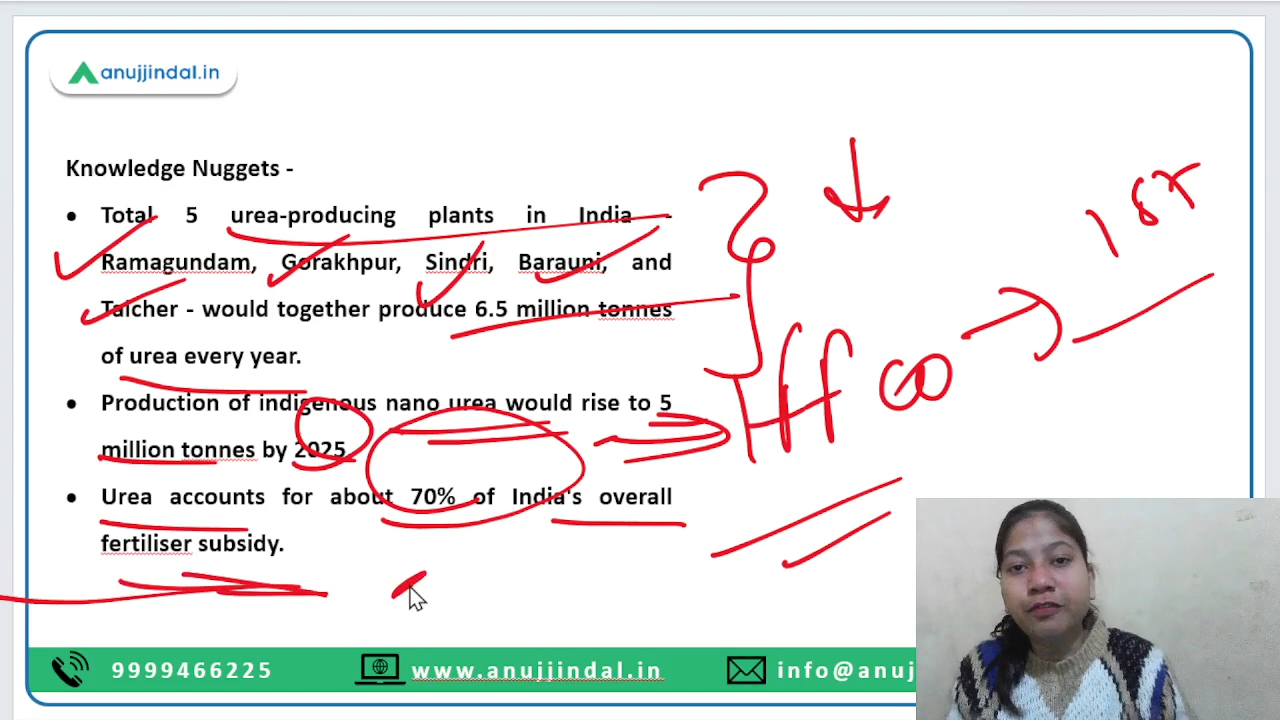 anujjindal.in
Knowledge Nuggets -
• Total 5 urea-producing plants in India -
Ramagundam, Gorakhpur, Sindri, Barauni, and
Talcher - would together produce 6.5 million tonnes
of urea every year.
• Production of indigenous nano urea would rise to 5
million tonnes by 2025.
• Urea accounts for about 70% of India's overall
fertiliser subsidy.
Iffco
1st
9999466225
www.anujjindal.in
info@anuj